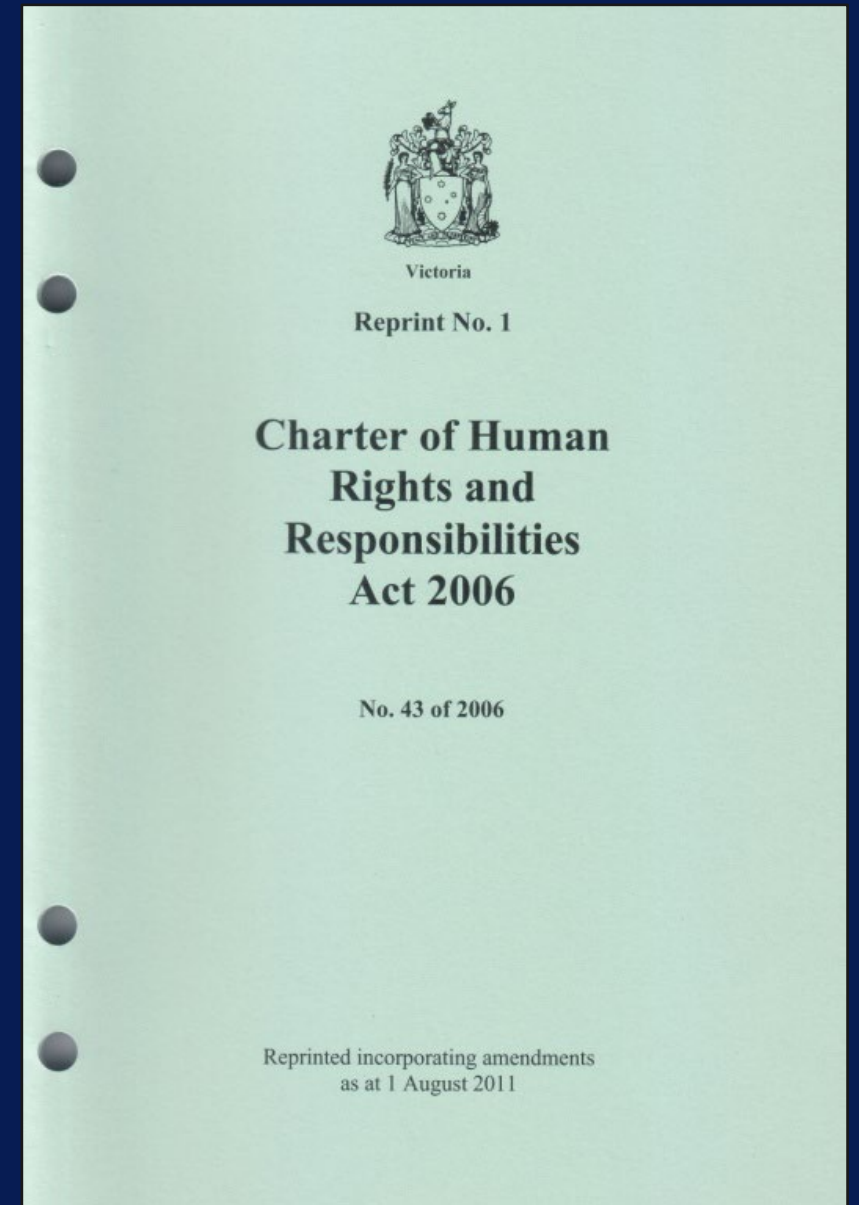 Victoria
Reprint No. 1
Charter of Human
Rights and
Responsibilities
Act 2006
No. 43 of 2006
Reprinted incorporating amendments
as at 1 August 2011